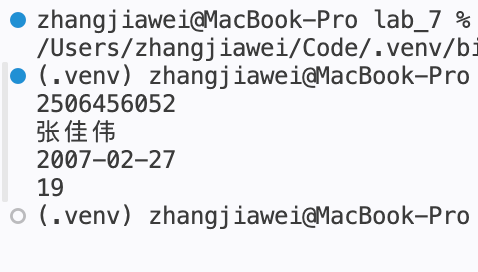 zhangjiawei@MacBook-Pro lab_7 %
/Users/zhangjiawei/Code/.venv/bi
(.venv) zhangjiawei@MacBook-Pro
2506456052
张佳伟
2007-02-27
19
(.venv) zhangjiawei@MacBook-Pro